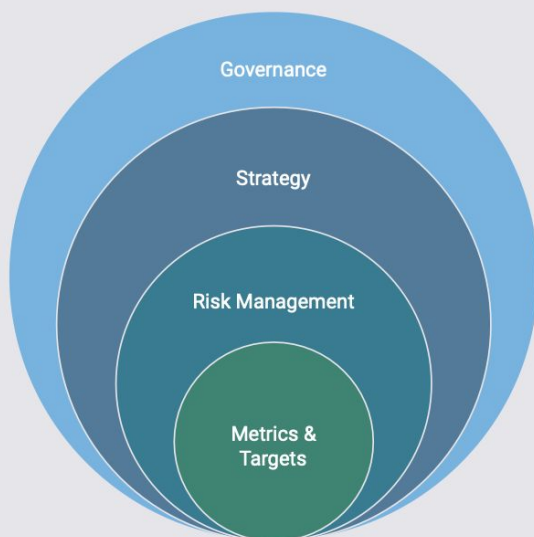 Governance
Strategy
Risk Management
Metrics &
Targets